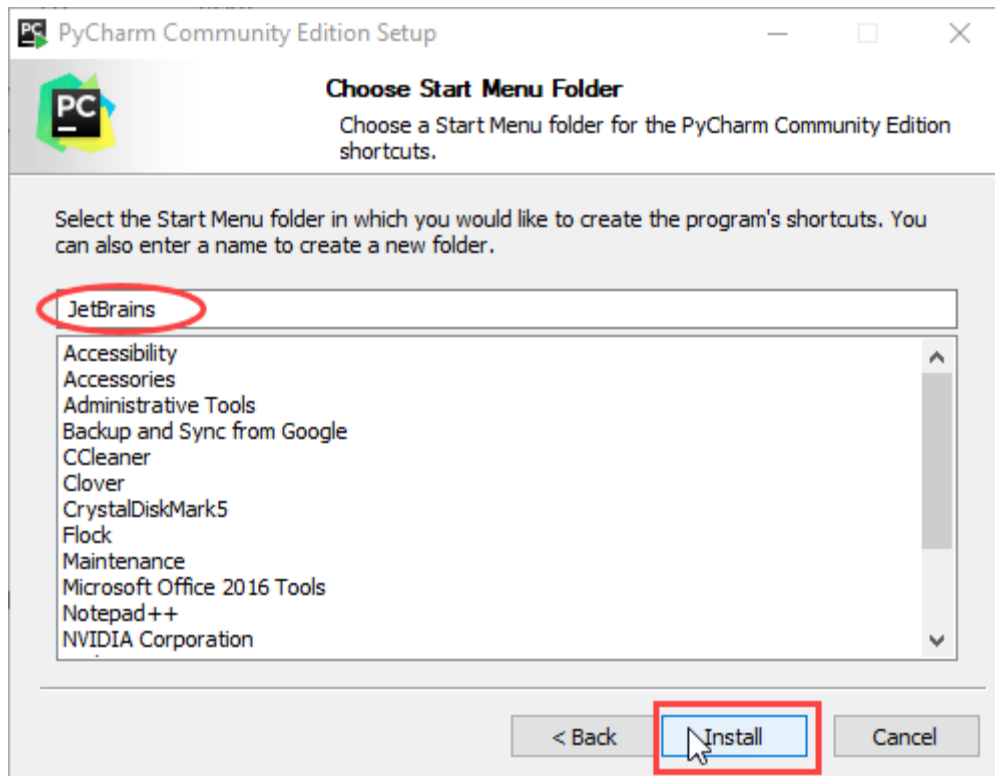 PyCharm Community Edition Setup
PC
Choose Start Menu Folder
Choose a Start Menu folder for the PyCharm Community Edition
shortcuts.
Select the Start Menu folder in which you would like to create the program's shortcuts. You
can also enter a name to create a new folder.
JetBrains
Accessibility
Accessories
Administrative Tools
Backup and Sync from Google
CCleaner
Clover
CrystalDiskMark5
Flock
Maintenance
Microsoft Office 2016 Tools
Notepad++
NVIDIA Corporation
< Back Install Cancel